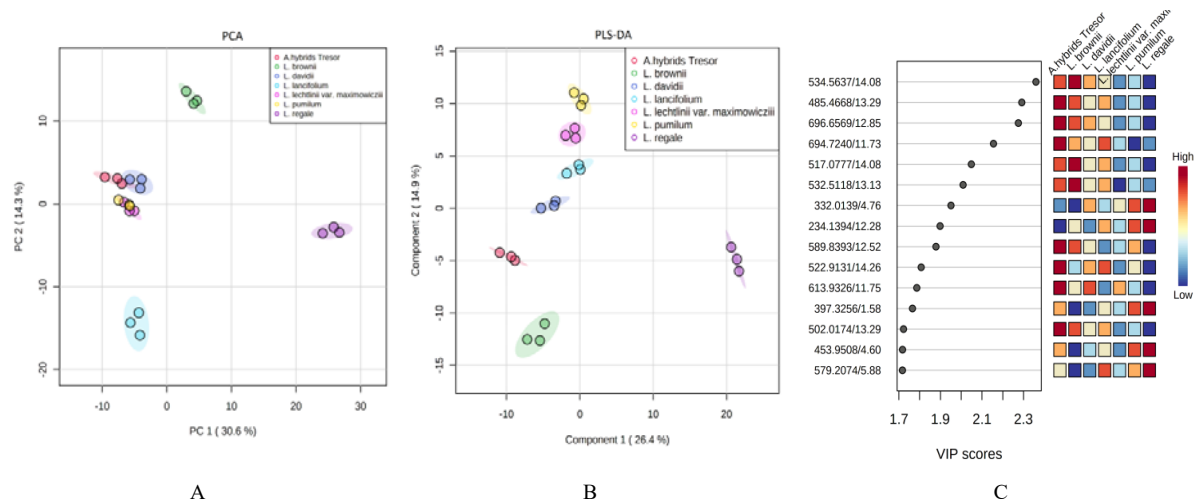 PCA
A.hybrids Tresor
L. brownii
L. davidii
L. lancifolium
L. lechtlinii var. maximowicziii
L. pumilum
L. regale
10
0
-10
-20
PC 2 ( 14.3 %)
-10 0 10 20 30
PC 1 ( 30.6 %)
A
PLS-DA
A.hybrids Tresor
L. brownii
L. davidii
L. lancifolium
L. lechtlinii var. maximowicziii
L. pumilum
L. regale
15
10
5
0
-5
-10
-15
Component 2 ( 14.9 %)
-10 0 10 20
Component 1 ( 26.4 %)
B
A.hybrids Tresor
L. brownii
L. davidii
L. lancifolium
lechtlinii var. maxim
L. pumilum
L. regale
534.5637/14.08
485.4668/13.29
696.6569/12.85
694.7240/11.73
517.0777/14.08
532.5118/13.13
332.0139/4.76
234.1394/12.28
589.8393/12.52
522.9131/14.26
613.9326/11.75
397.3256/1.58
502.0174/13.29
453.9508/4.60
579.2074/5.88
1.7 1.9 2.1 2.3
VIP scores
High
Low
C